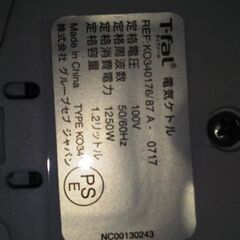 T-fal® 電気ケトル
REF-KO340176/87 A - 0717
定格電圧 100V
定格周波数 50/60Hz
定格消費電力 1250W
定格容量 1.2リットル
Made in China TYPE KO34
株式会社 グループセブ ジャパン
PS
E
NC00130243